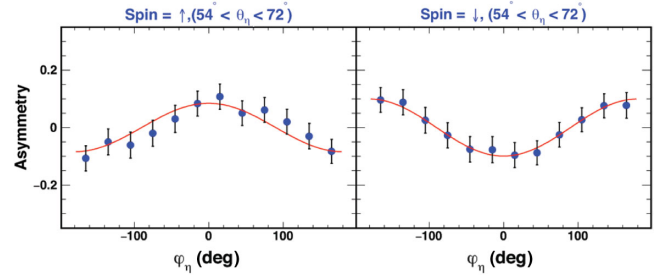 Spin = ↑,(54° < θη < 72°)
Spin = ↓, (54° < θη < 72°)
Asymmetry
0.2
0
−0.2
−100
0
100
−100
0
100
φη (deg)
φη (deg)